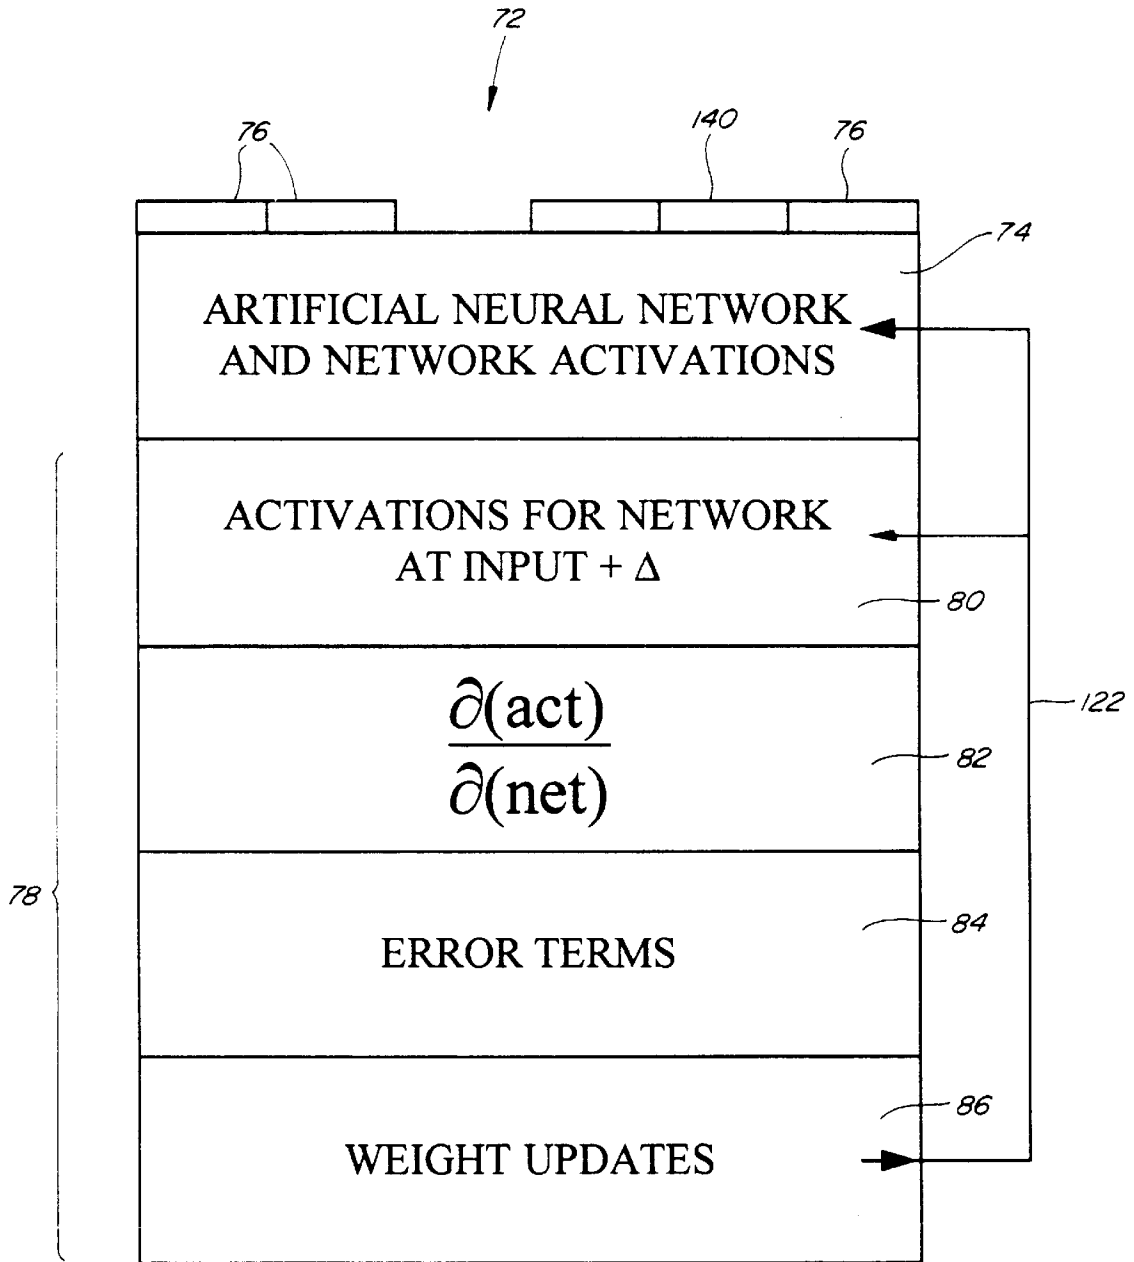 72
76
140
76
74
ARTIFICIAL NEURAL NETWORK
AND NETWORK ACTIVATIONS
ACTIVATIONS FOR NETWORK
AT INPUT + Δ
80
∂(act)
∂(net)
122
82
78
84
ERROR TERMS
86
WEIGHT UPDATES